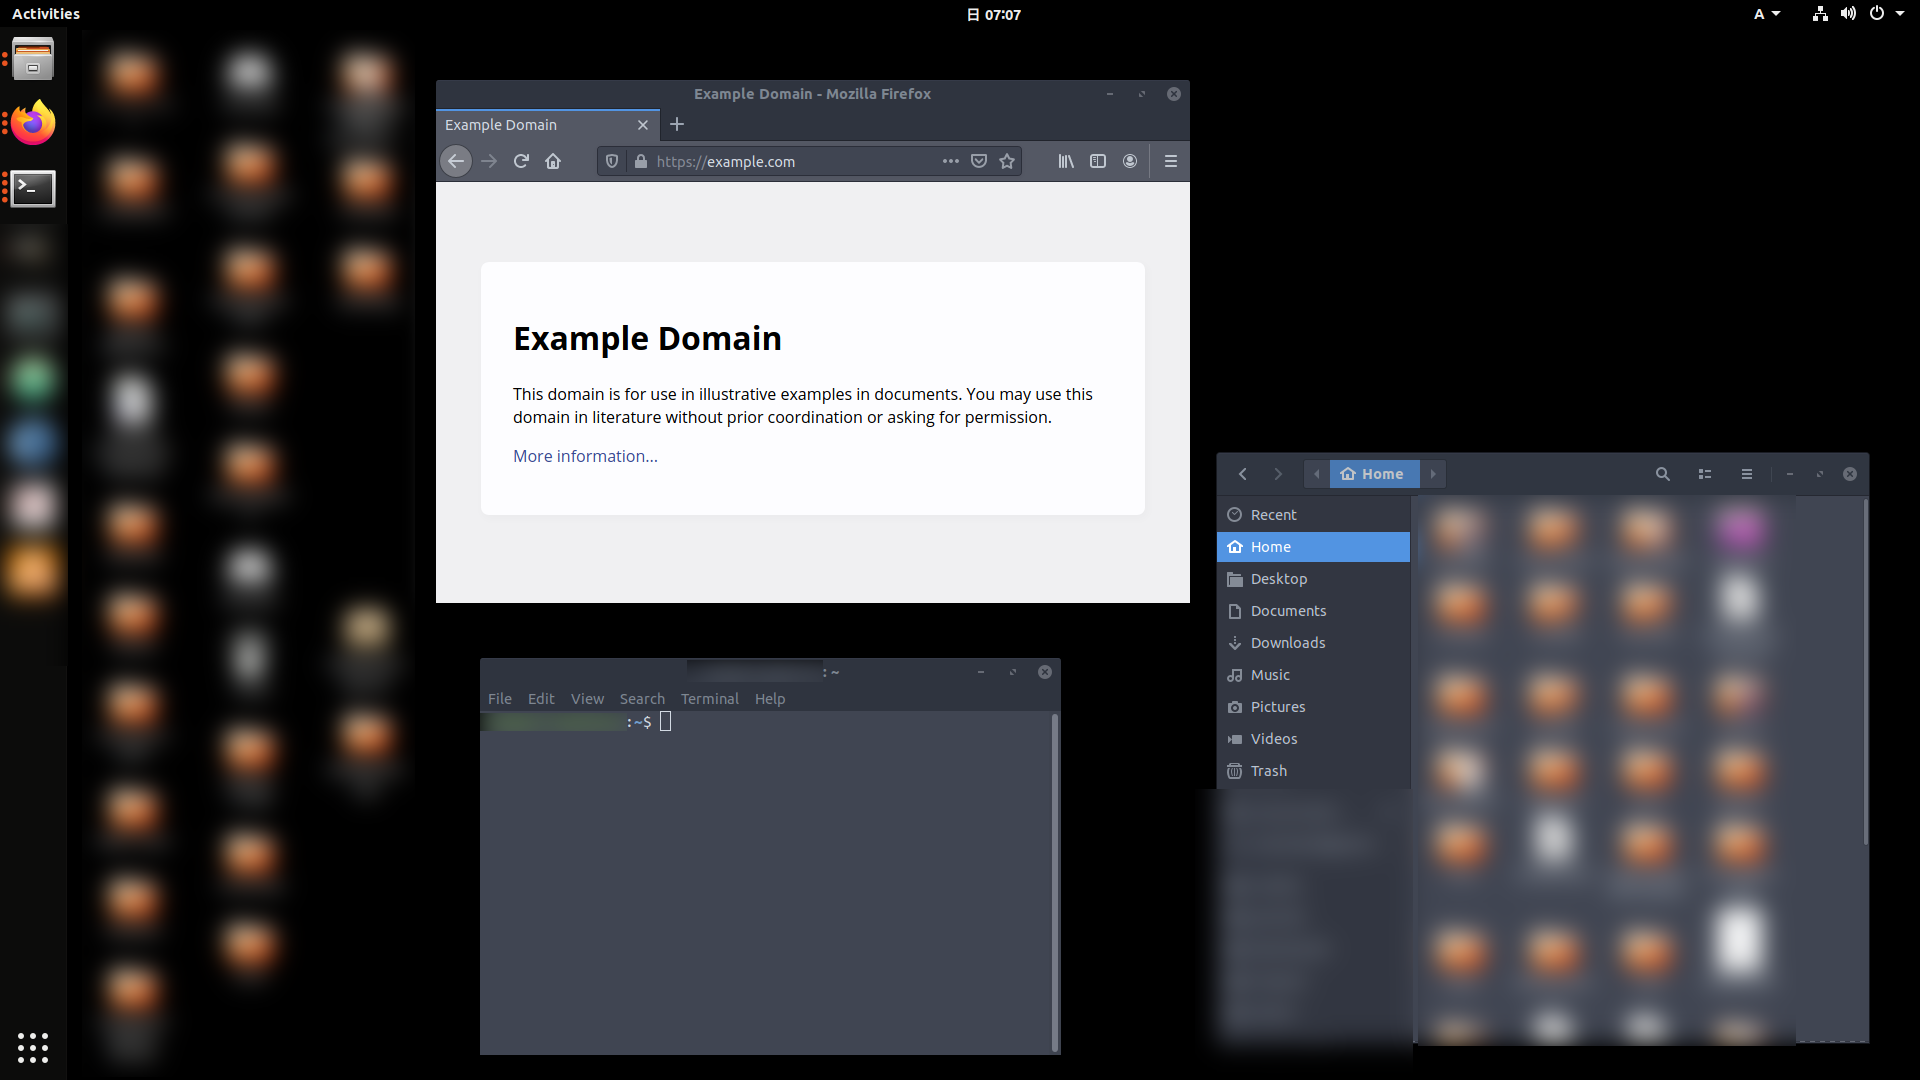 Activities
日 07:07
A
Example Domain - Mozilla Firefox
Example Domain
https://example.com
Example Domain
This domain is for use in illustrative examples in documents. You may use this
domain in literature without prior coordination or asking for permission.
More information...
:~
File Edit View Search Terminal Help
:~$
Home
Recent
Home
Desktop
Documents
Downloads
Music
Pictures
Videos
Trash